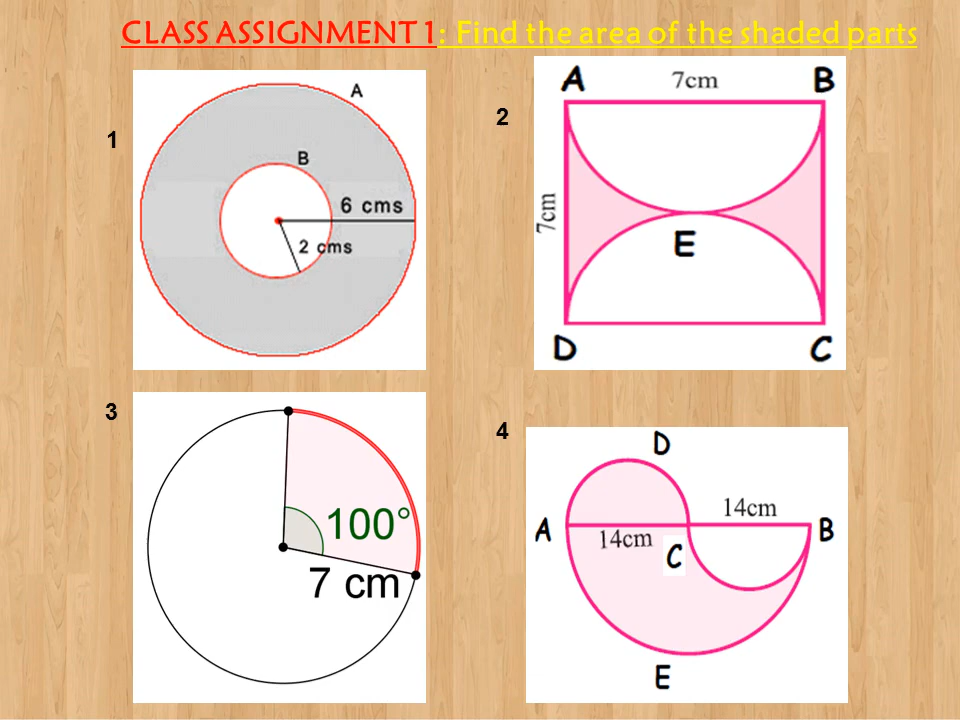 CLASS ASSIGNMENT 1: Find the area of the shaded parts
1
A
B
6 cms
2 cms
2
A 7cm B
7cm
E
D C
3
100°
7 cm
4
D
A 14cm C 14cm B
E